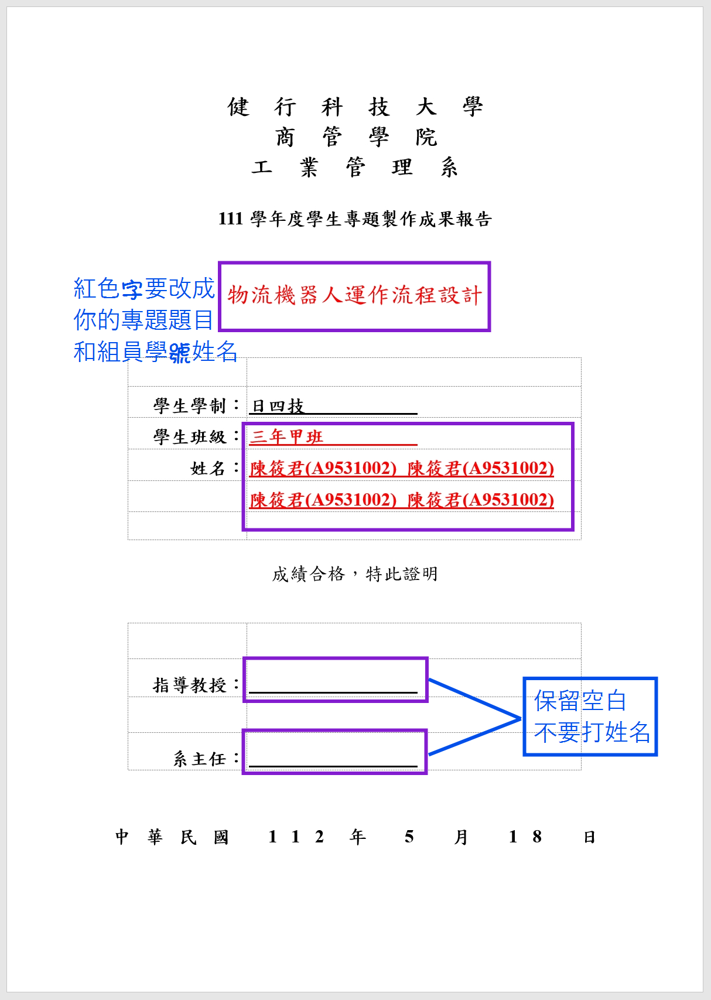 健行科技大學
商管學院
工業管理系
111 學年度學生專題製作成果報告
紅色字要改成
你的專題題目
和組員學號姓名
物流機器人運作流程設計
學生學制：日四技
學生班級：三年甲班
姓名：陳筱君(A9531002) 陳筱君(A9531002)
陳筱君(A9531002) 陳筱君(A9531002)
成績合格，特此證明
指導教授：
保留空白
不要打姓名
系主任：
中華民國 112 年 5 月 18 日